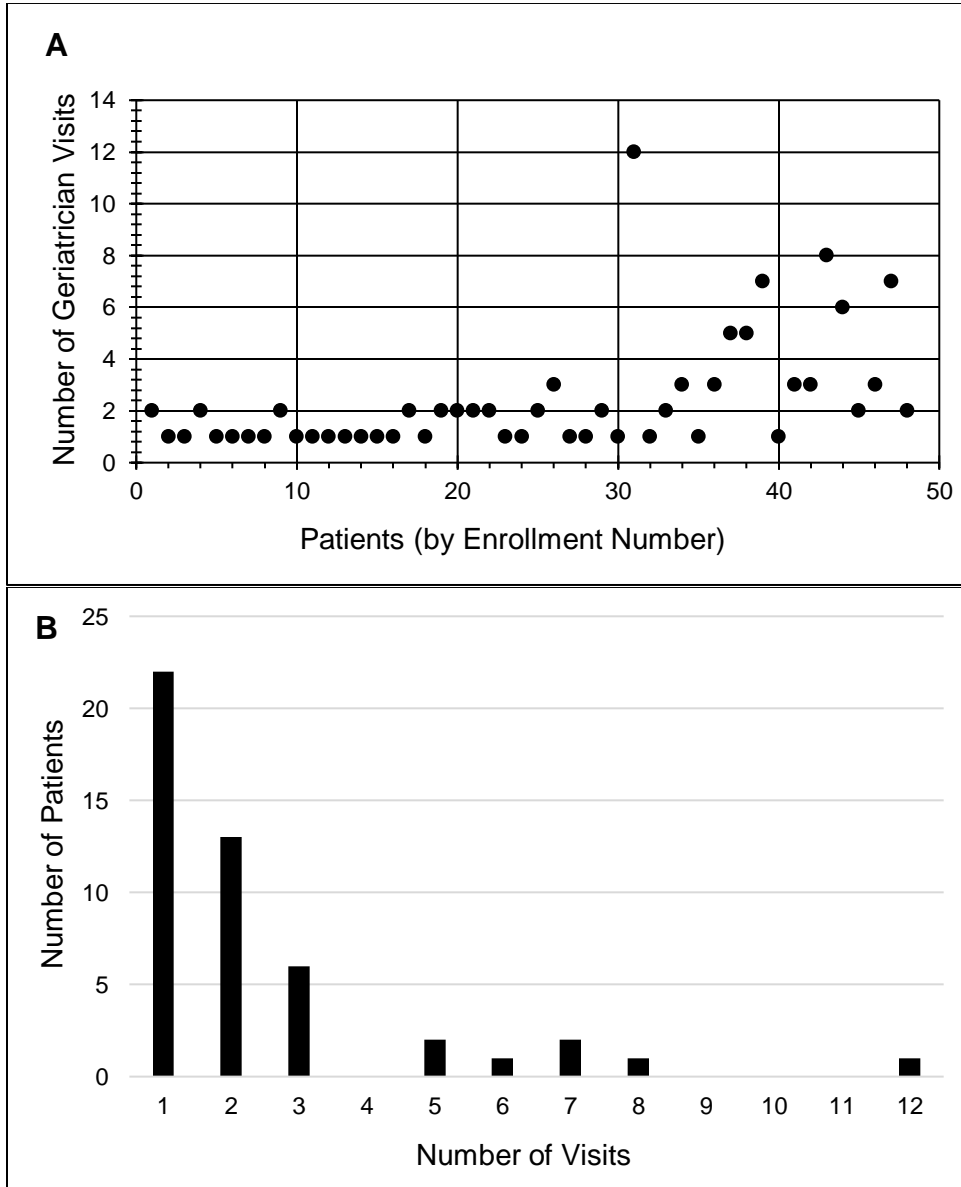 A
Number of Geriatrician Visits
14
12
10
8
6
4
2
0
0 10 20 30 40 50
Patients (by Enrollment Number)
B
Number of Patients
25
20
15
10
5
0
1 2 3 4 5 6 7 8 9 10 11 12
Number of Visits